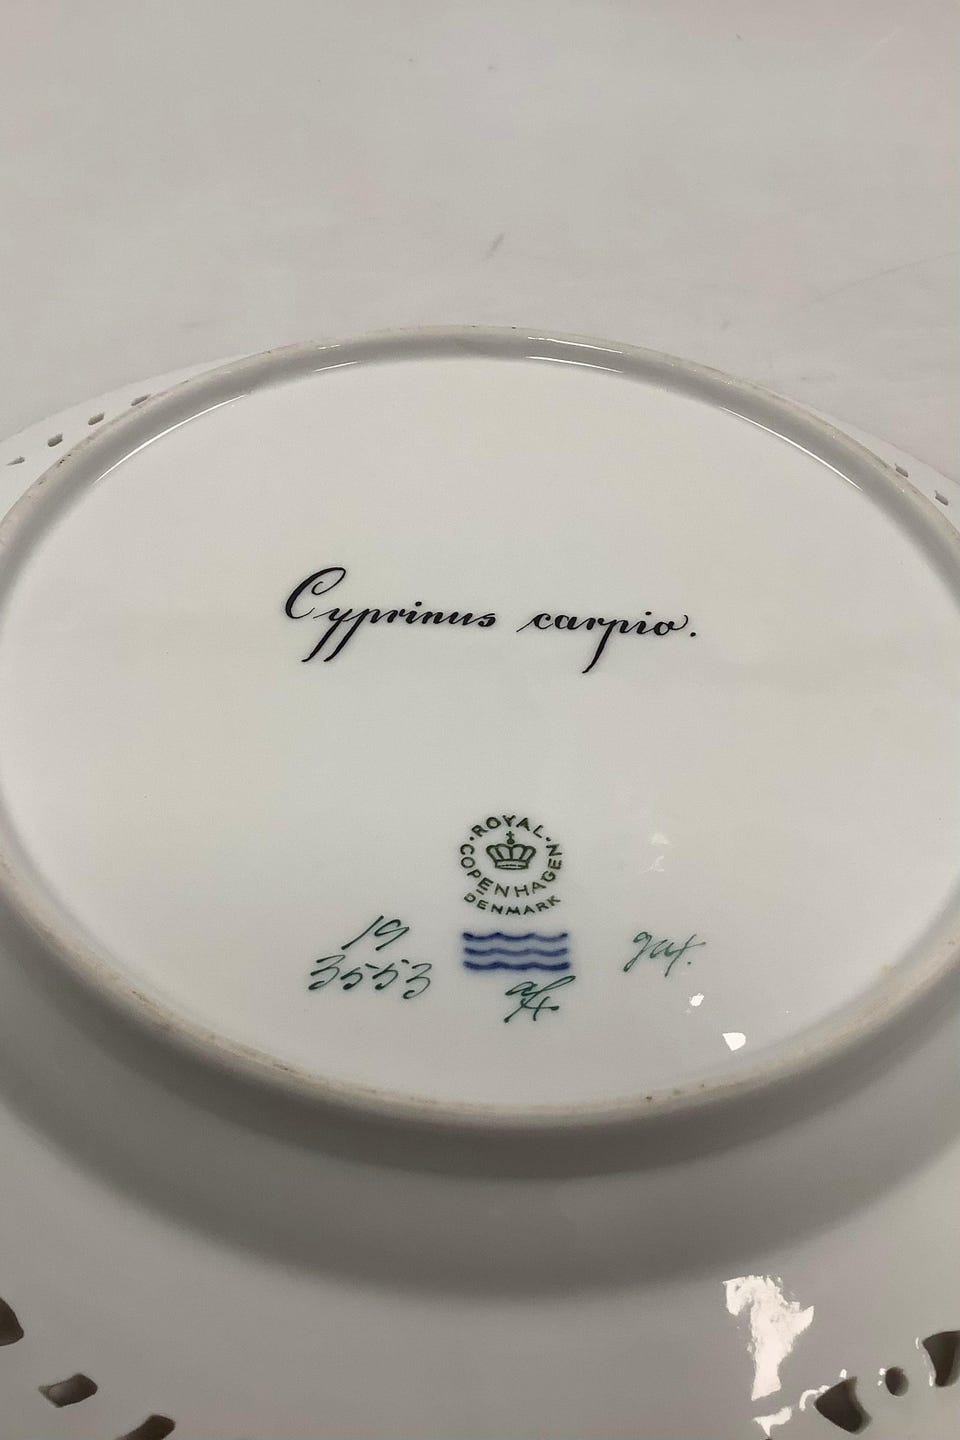 Cyprinus carpio.
ROYAL
COPENHAGEN
DENMARK
19
3553